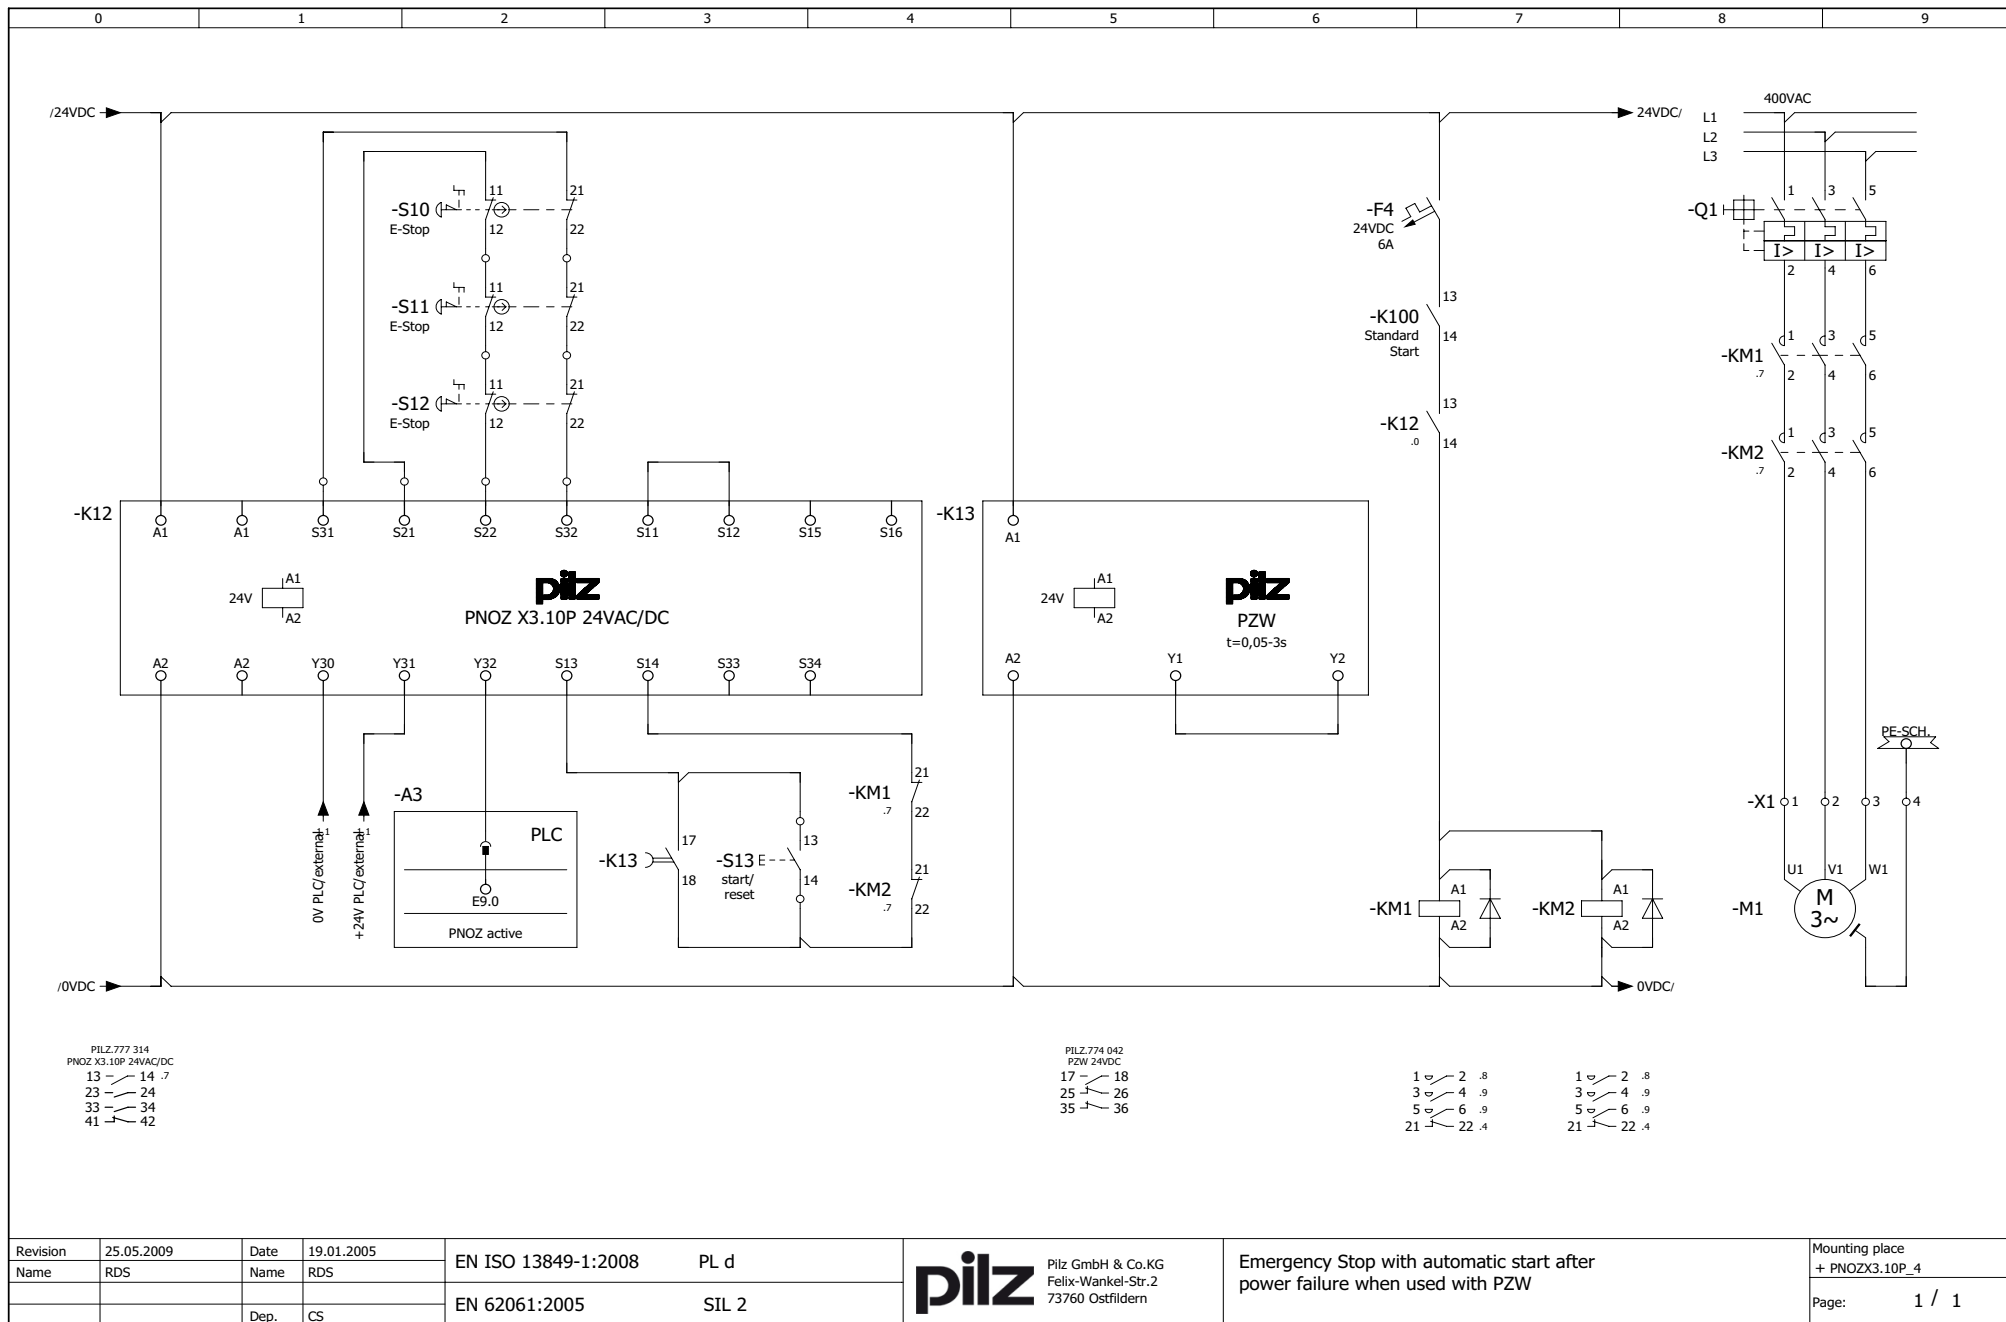 0 1 2 3 4 5 6 7 8 9
/24VDC
24VDC/
400VAC
L1
L2
L3
-S10
E-Stop
11
12
21
22
-S11
E-Stop
11
12
21
22
-S12
E-Stop
11
12
21
22
-F4
24VDC
6A
-K100
Standard
Start
13
14
-K12
.0
13
14
-Q1
1 3 5
I> I> I>
2 4 6
-KM1
.7
1 3 5
2 4 6
-KM2
.7
1 3 5
2 4 6
-K12
A1 A1 S31 S21 S22 S32 S11 S12 S15 S16
24V
A1
A2
pilz
PNOZ X3.10P 24VAC/DC
A2 A2 Y30 Y31 Y32 S13 S14 S33 S34
-K13
A1
24V
A1
A2
pilz
PZW
t=0,05-3s
A2 Y1 Y2
0V PLC/external
.1
+24V PLC/external
.1
-A3
PLC
E9.0
PNOZ active
-K13
17
18
-S13
start/
reset
13
14
-KM1
.7
21
22
-KM2
.7
21
22
-KM1
A1
A2
-KM2
A1
A2
PE-SCH.
-X1 1 2 3 4
U1 V1 W1
-M1
M
3~
/0VDC
0VDC/
PILZ.777 314
PNOZ X3.10P 24VAC/DC
13 14 .7
23 24
33 34
41 42
PILZ.774 042
PZW 24VDC
17 18
25 26
35 36
1 2 .8
3 4 .9
5 6 .9
21 22 .4
1 2 .8
3 4 .9
5 6 .9
21 22 .4
Revision 25.05.2009 Date 19.01.2005
Name RDS Name RDS
Dep. CS
EN ISO 13849-1:2008 PL d
EN 62061:2005 SIL 2
pilz
Pilz GmbH & Co.KG
Felix-Wankel-Str.2
73760 Ostfildern
Emergency Stop with automatic start after
power failure when used with PZW
Mounting place
+ PNOZX3.10P_4
Page: 1 / 1